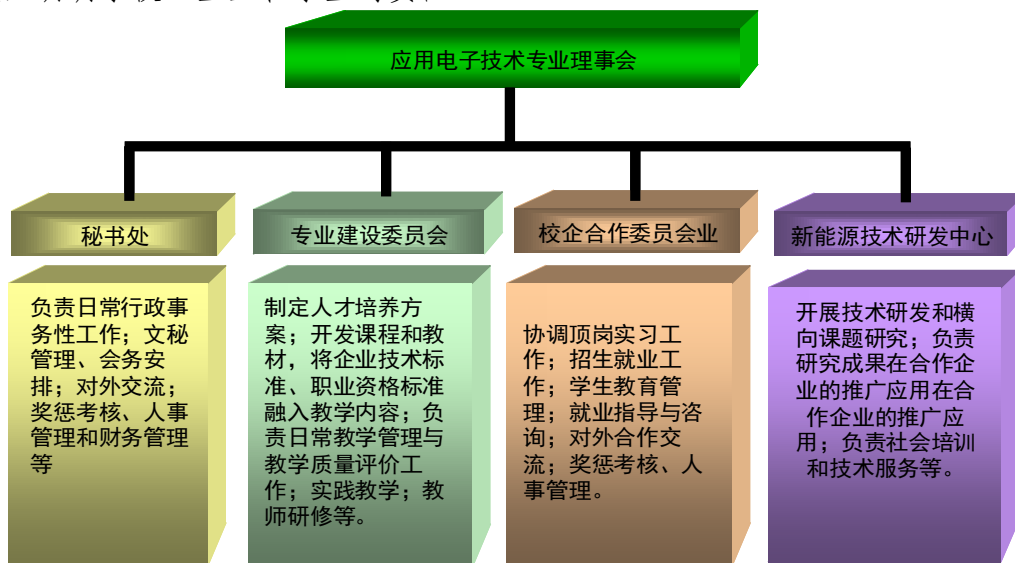 应用电子技术专业理事会
秘书处
专业建设委员会
校企合作委员会业
新能源技术研发中心
负责日常行政事
务性工作；文秘
管理、会务安
排；对外交流；
奖惩考核、人事
管理和财务管理
等
制定人才培养方
案；开发课程和教
材，将企业技术标
准、职业资格标准
融入教学内容；负
责日常教学管理与
教学质量评价工
作；实践教学；教
师研修等。
协调顶岗实习工
作；招生就业工
作；学生教育管
理；就业指导与咨
询；对外合作交
流；奖惩考核、人
事管理。
开展技术研发和横
向课题研究；负责
研究成果在合作企
业的推广应用在合
作企业的推广应
用；负责社会培训
和技术服务等。